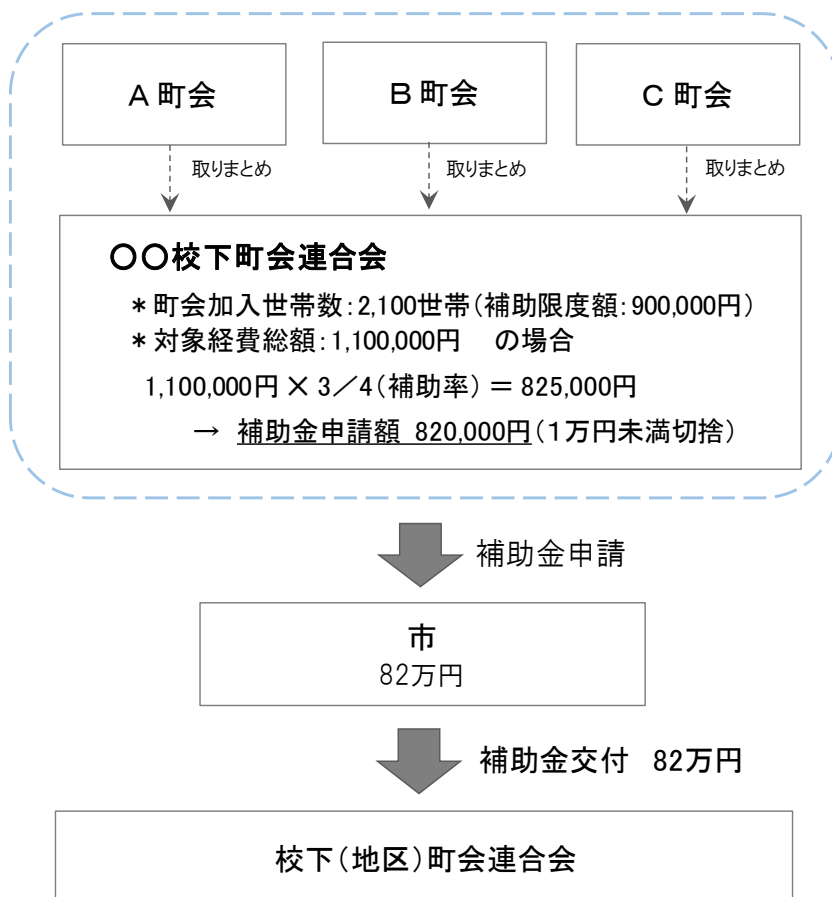 A 町会
B 町会
C 町会
取りまとめ
取りまとめ
取りまとめ
〇〇校下町会連合会
＊町会加入世帯数：2,100世帯（補助限度額：900,000円）
＊対象経費総額：1,100,000円　の場合
1,100,000円 × 3／4（補助率）＝ 825,000円
→ 補助金申請額 820,000円（１万円未満切捨）
補助金申請
市
82万円
補助金交付　82万円
校下（地区）町会連合会